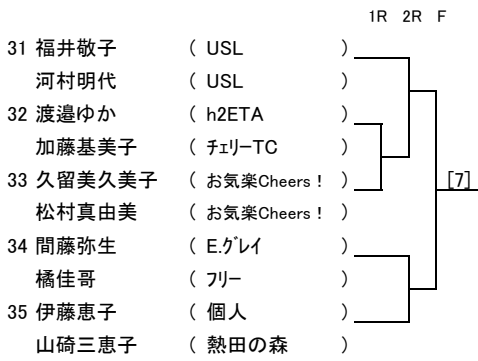 1R 2R F
31 福井敬子 ( USL )
河村明代 ( USL )
32 渡邉ゆか ( h2ETA )
加藤基美子 ( ﾁｪﾘｰTC )
33 久留美久美子 ( お気楽Cheers！ )
[7]
松村真由美 ( お気楽Cheers！ )
34 間藤弥生 ( E.ｸﾞﾚｲ )
橘佳哥 ( ﾌﾘｰ )
35 伊藤恵子 ( 個人 )
山碕三恵子 ( 熱田の森 )